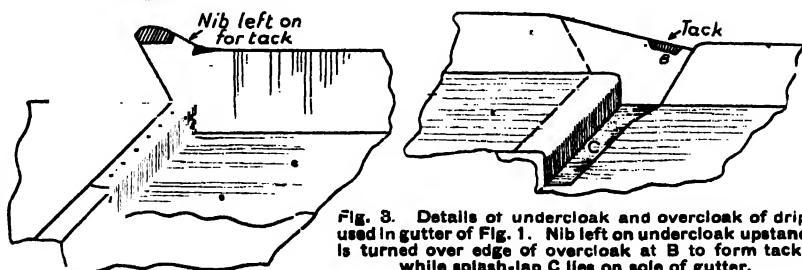 Nib left on
for tack
Tack
B
C
Fig. 3. Details of undercloak and overcloak of drip
used in gutter of Fig. 1. Nib left on undercloak upstand
is turned over edge of overcloak at B to form tack,
while splash-lap C lies on sole of gutter.